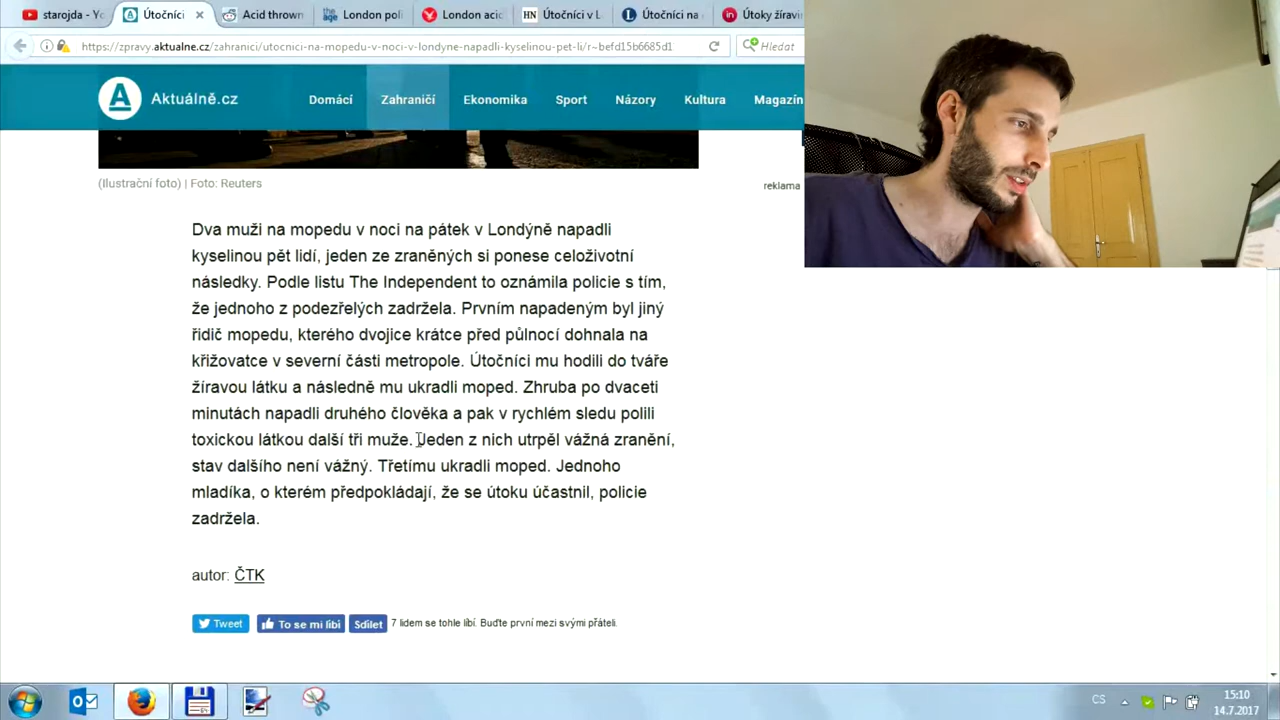 starojda -
Útočníci
Acid thrown
the age London poli
London acid
HN Útočníci v L
L Útočníci na
in Útoky žíravi
https://zpravy.aktualne.cz/zahranici/utocnici-na-mopedu-v-noci-v-londyne-napadli-kyselinou-pet-li/r~befd15b6685d1
Hledat
Aktuálně.cz
Domácí Zahraničí Ekonomika Sport Názory Kultura Magazín
(Ilustrační foto) | Foto: Reuters
reklama
Dva muži na mopedu v noci na pátek v Londýně napadli
kyselinou pět lidí, jeden ze zraněných si ponese celoživotní
následky. Podle listu The Independent to oznámila policie s tím,
že jednoho z podezřelých zadržela. Prvním napadeným byl jiný
řidič mopedu, kterého dvojice krátce před půlnocí dohnala na
křižovatce v severní části metropole. Útočníci mu hodili do tváře
žíravou látku a následně mu ukradli moped. Zhruba po dvaceti
minutách napadli druhého člověka a pak v rychlém sledu polili
toxickou látkou další tři muže. Jeden z nich utrpěl vážná zranění,
stav dalšího není vážný. Třetímu ukradli moped. Jednoho
mladíka, o kterém předpokládají, že se útoku účastnil, policie
zadržela.
autor: ČTK
Tweet To se mi líbí Sdílet 7 lidem se tohle líbí. Buďte první mezi svými přáteli.
CS
15:10
14.7.2017